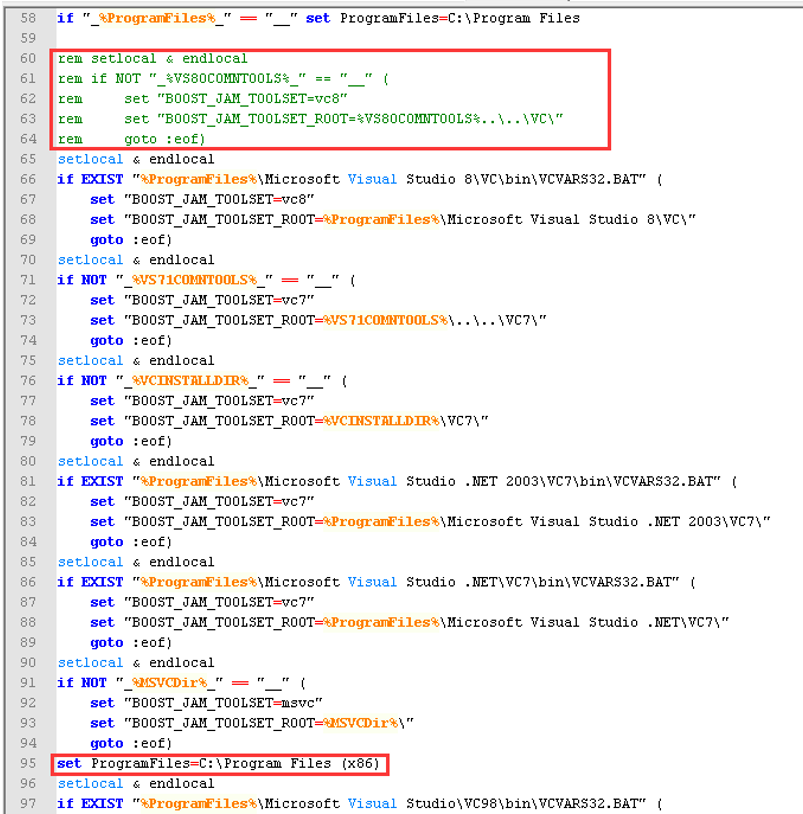 58 if "_%ProgramFiles%_" == "__" set ProgramFiles=C:\Program Files
59
60 rem setlocal & endlocal
61 rem if NOT "_%VS80COMNTOOLS%_" == "__" (
62 rem     set "BOOST_JAM_TOOLSET=vc8"
63 rem     set "BOOST_JAM_TOOLSET_ROOT=%VS80COMNTOOLS%..\..\VC\"
64 rem     goto :eof)
65 setlocal & endlocal
66 if EXIST "%ProgramFiles%\Microsoft Visual Studio 8\VC\bin\VCVARS32.BAT" (
67     set "BOOST_JAM_TOOLSET=vc8"
68     set "BOOST_JAM_TOOLSET_ROOT=%ProgramFiles%\Microsoft Visual Studio 8\VC\"
69     goto :eof)
70 setlocal & endlocal
71 if NOT "_%VS71COMNTOOLS%_" == "__" (
72     set "BOOST_JAM_TOOLSET=vc7"
73     set "BOOST_JAM_TOOLSET_ROOT=%VS71COMNTOOLS%\..\..\VC7\"
74     goto :eof)
75 setlocal & endlocal
76 if NOT "_%VCINSTALLDIR%_" == "__" (
77     set "BOOST_JAM_TOOLSET=vc7"
78     set "BOOST_JAM_TOOLSET_ROOT=%VCINSTALLDIR%\VC7\"
79     goto :eof)
80 setlocal & endlocal
81 if EXIST "%ProgramFiles%\Microsoft Visual Studio .NET 2003\VC7\bin\VCVARS32.BAT" (
82     set "BOOST_JAM_TOOLSET=vc7"
83     set "BOOST_JAM_TOOLSET_ROOT=%ProgramFiles%\Microsoft Visual Studio .NET 2003\VC7\"
84     goto :eof)
85 setlocal & endlocal
86 if EXIST "%ProgramFiles%\Microsoft Visual Studio .NET\VC7\bin\VCVARS32.BAT" (
87     set "BOOST_JAM_TOOLSET=vc7"
88     set "BOOST_JAM_TOOLSET_ROOT=%ProgramFiles%\Microsoft Visual Studio .NET\VC7\"
89     goto :eof)
90 setlocal & endlocal
91 if NOT "_%MSVCDir%_" == "__" (
92     set "BOOST_JAM_TOOLSET=msvc"
93     set "BOOST_JAM_TOOLSET_ROOT=%MSVCDir%\"
94     goto :eof)
95 set ProgramFiles=C:\Program Files (x86)
96 setlocal & endlocal
97 if EXIST "%ProgramFiles%\Microsoft Visual Studio\VC98\bin\VCVARS32.BAT" (